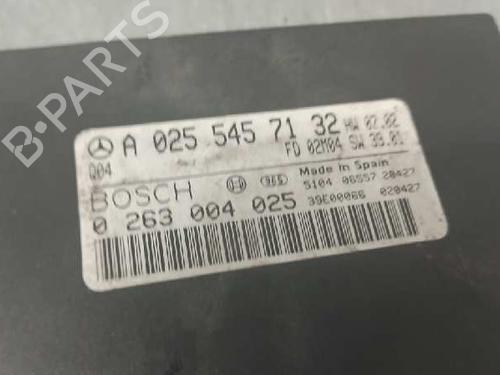 A 025 545 71 32 HW 02.02
Q04 FD 02M04 SW 39.01
BOSCH
Made in Spain
0 263 004 025
5104 06557 28427
39E00066 020427
B-PARTS